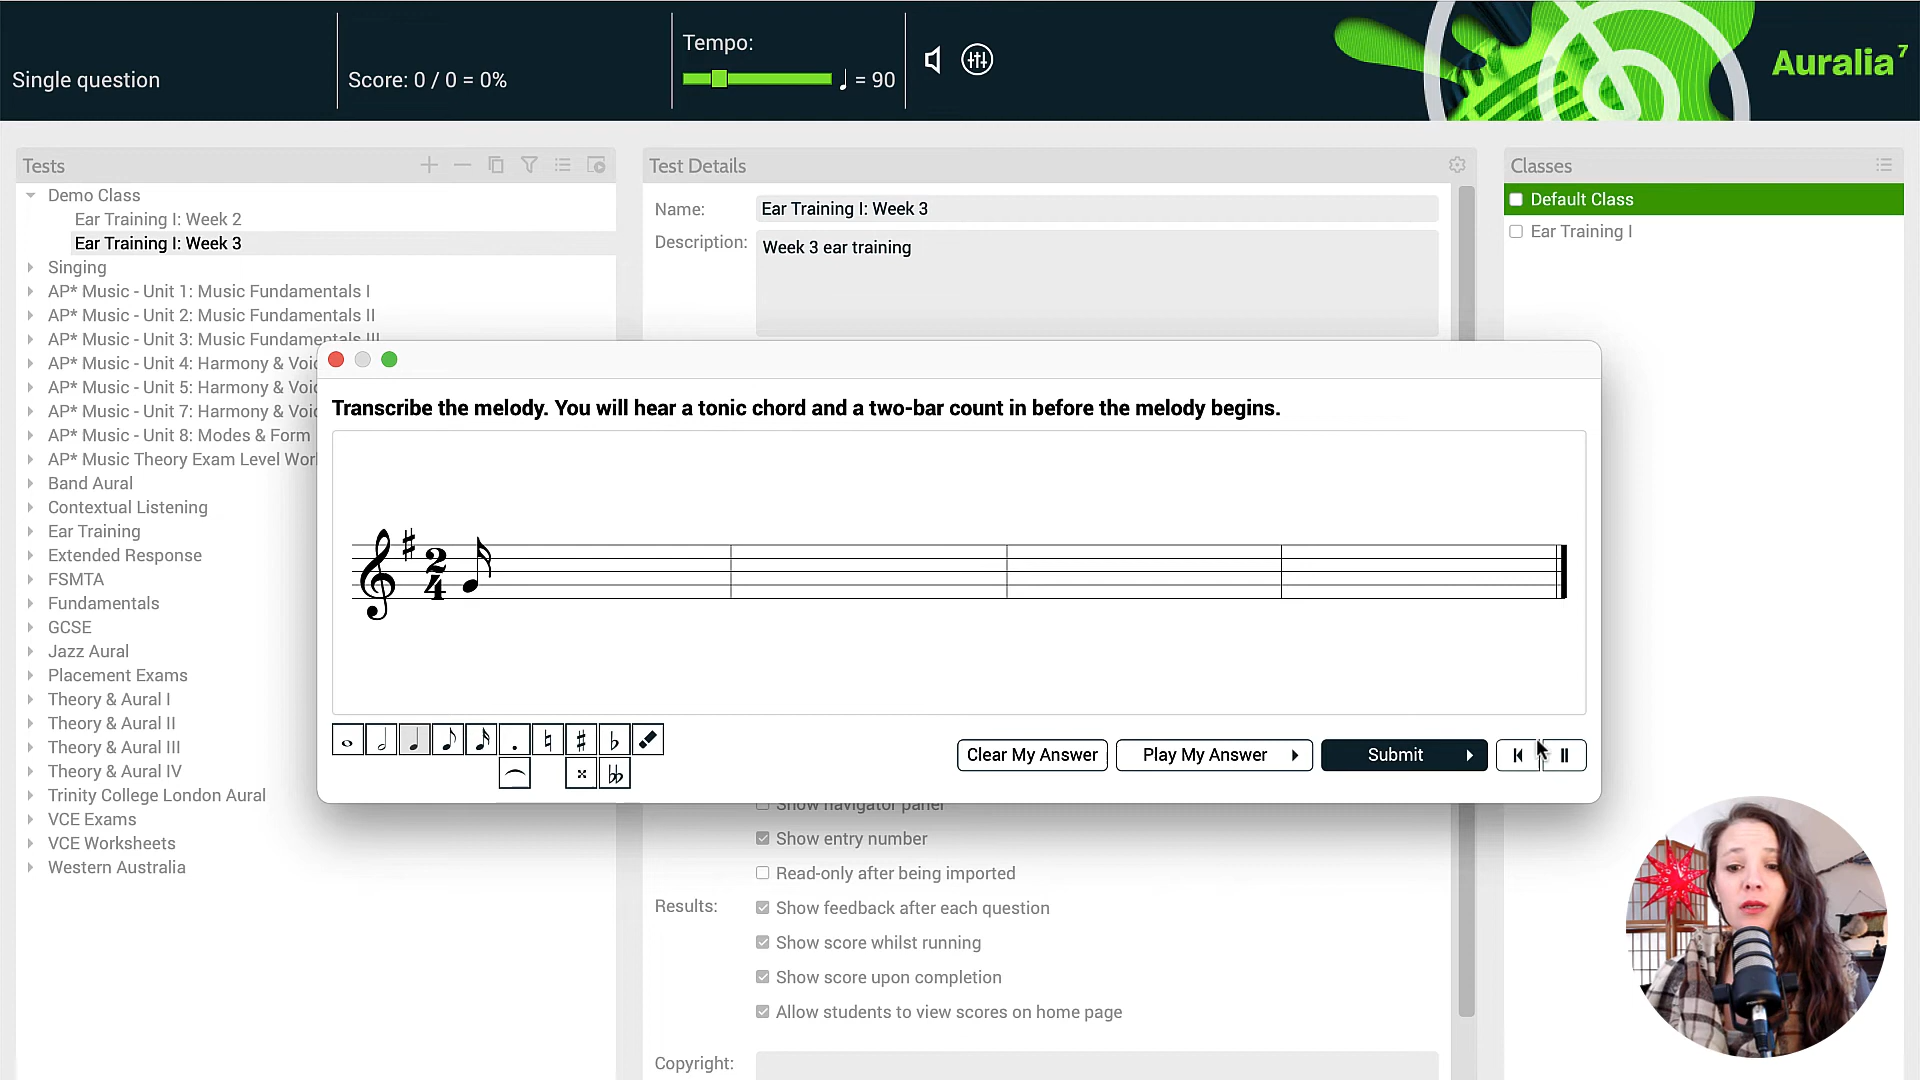 Single question
Score: 0 / 0 = 0%
Tempo:
= 90
Auralia7
Tests
Demo Class
Ear Training I: Week 2
Ear Training I: Week 3
Singing
AP* Music - Unit 1: Music Fundamentals I
AP* Music - Unit 2: Music Fundamentals II
AP* Music - Unit 3: Music Fundamentals III
AP* Music - Unit 4: Harmony & Voic
AP* Music - Unit 5: Harmony & Voic
AP* Music - Unit 7: Harmony & Voic
AP* Music - Unit 8: Modes & Form
AP* Music Theory Exam Level Wor
Band Aural
Contextual Listening
Ear Training
Extended Response
FSMTA
Fundamentals
GCSE
Jazz Aural
Placement Exams
Theory & Aural I
Theory & Aural II
Theory & Aural III
Theory & Aural IV
Trinity College London Aural
VCE Exams
VCE Worksheets
Western Australia
Test Details
Name:
Ear Training I: Week 3
Description:
Week 3 ear training
Classes
Default Class
Ear Training I
Transcribe the melody. You will hear a tonic chord and a two-bar count in before the melody begins.
2
4
Clear My Answer
Play My Answer
Submit
Show navigator panel
Show entry number
Read-only after being imported
Results:
Show feedback after each question
Show score whilst running
Show score upon completion
Allow students to view scores on home page
Copyright: